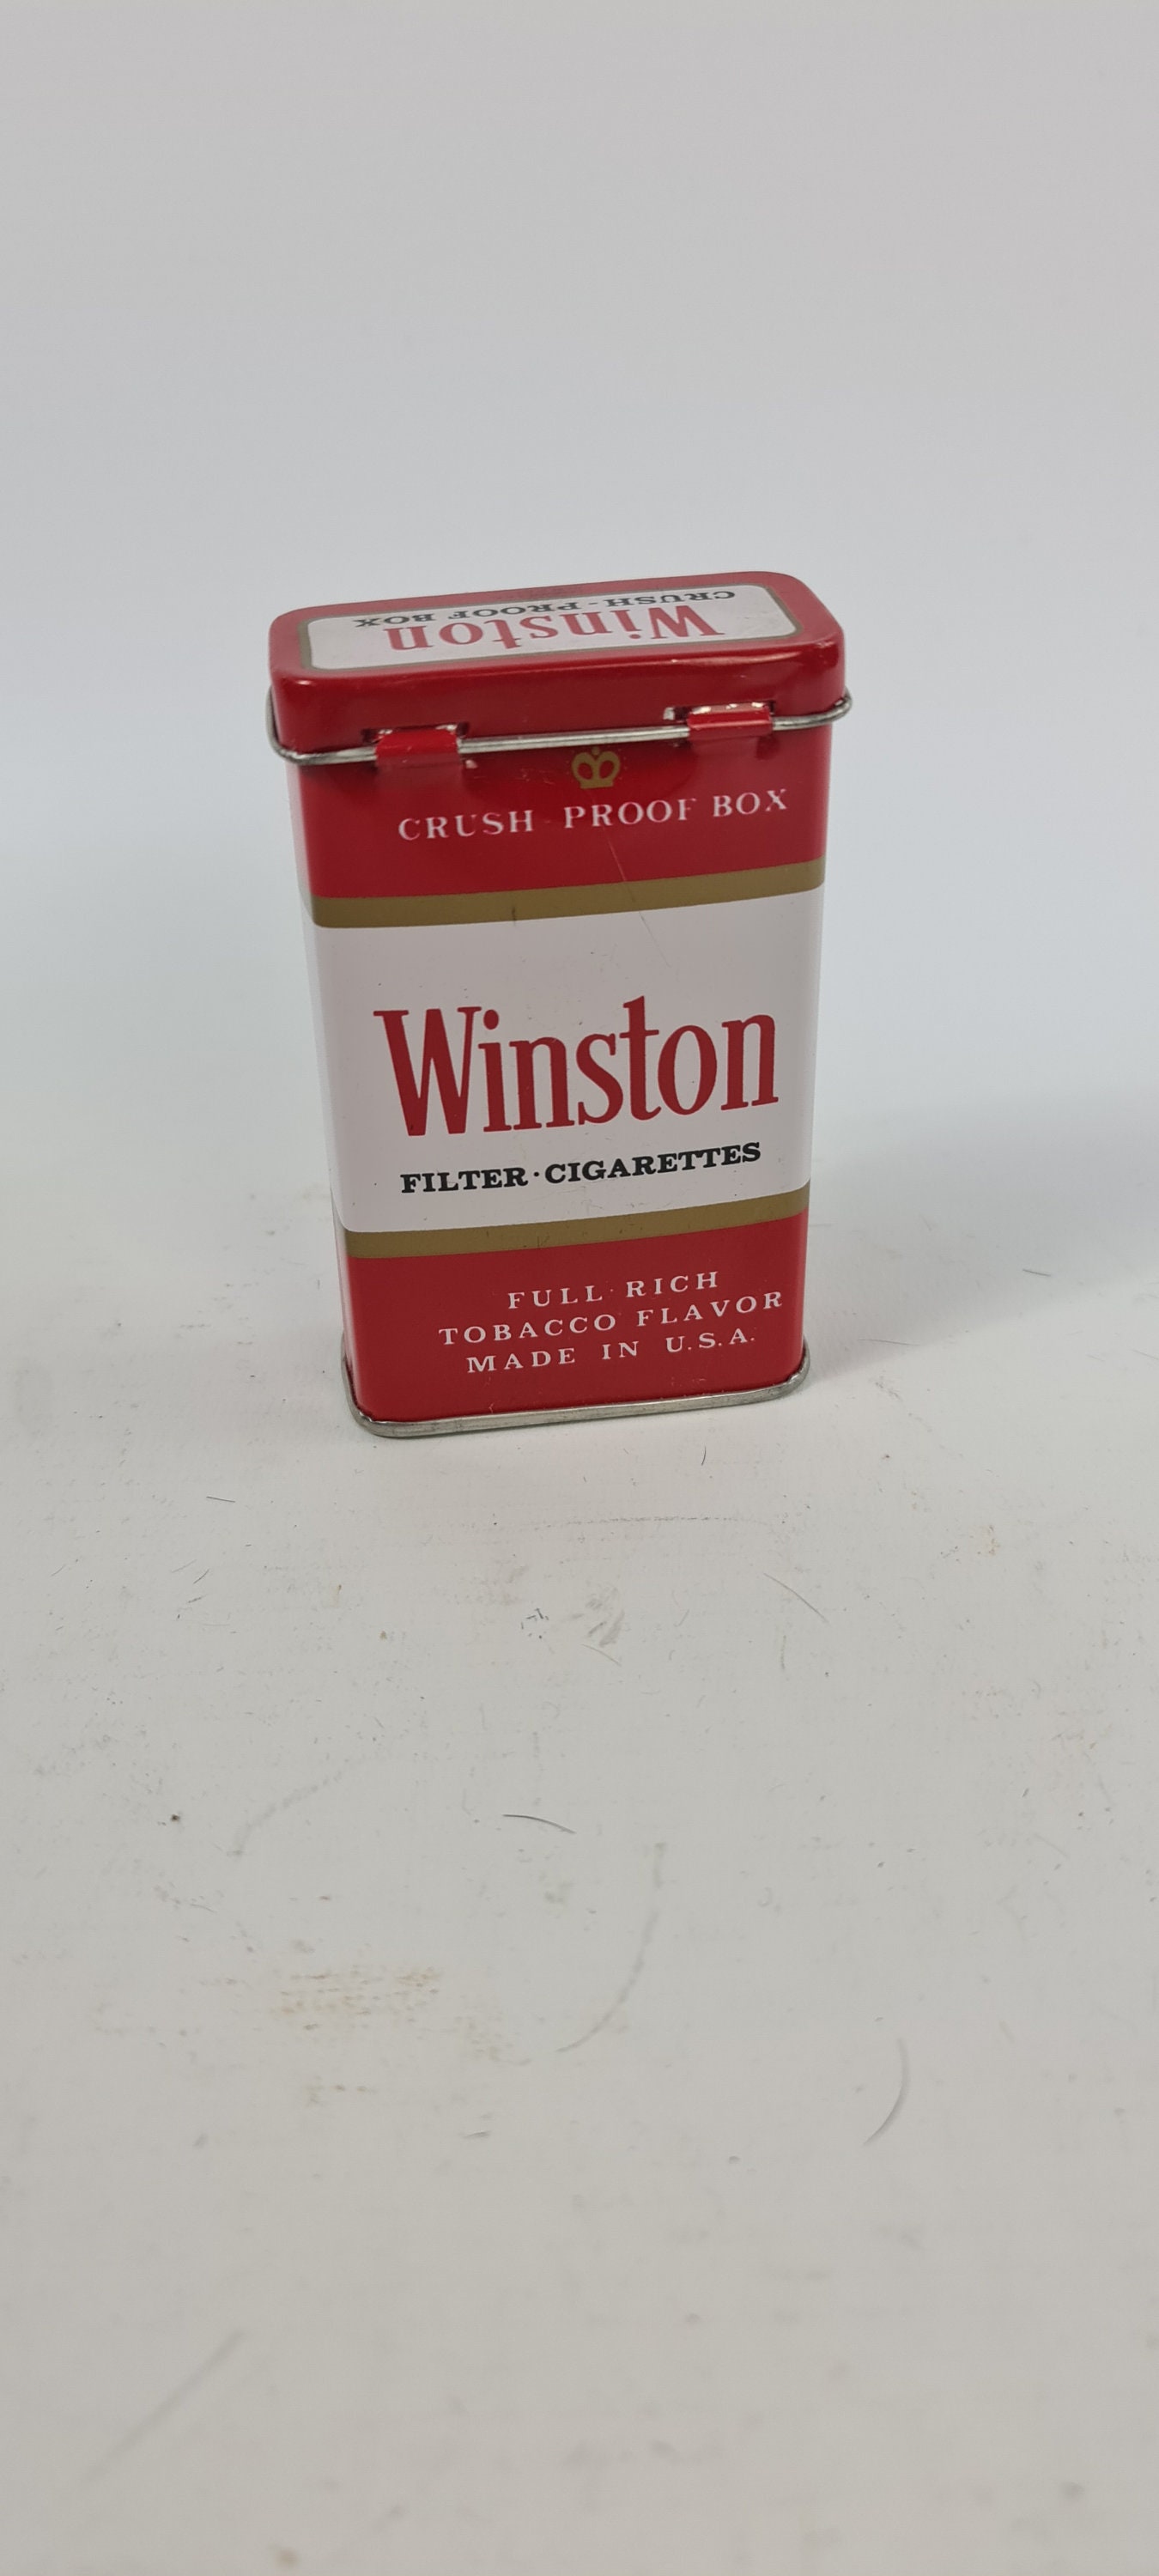 Winston
CRUSH-PROOF BOX
CRUSH PROOF BOX
Winston
FILTER·CIGARETTES
FULL·RICH
TOBACCO FLAVOR
MADE IN U.S.A.